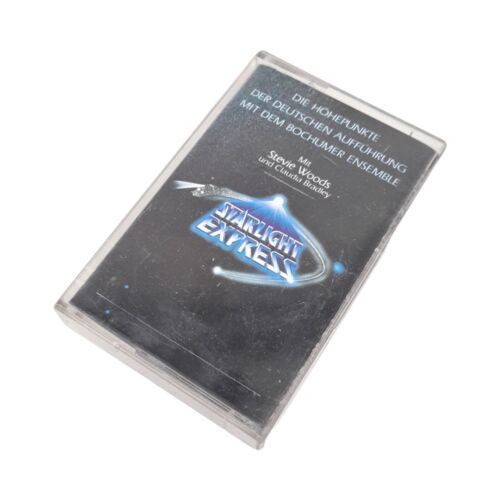 DIE HÖHEPUNKTE
DER DEUTSCHEN AUFFÜHRUNG
MIT DEM BOCHUMER ENSEMBLE
Mit
Stevie Woods
und Claudia Bradley
STARLIGHT
EXPRESS